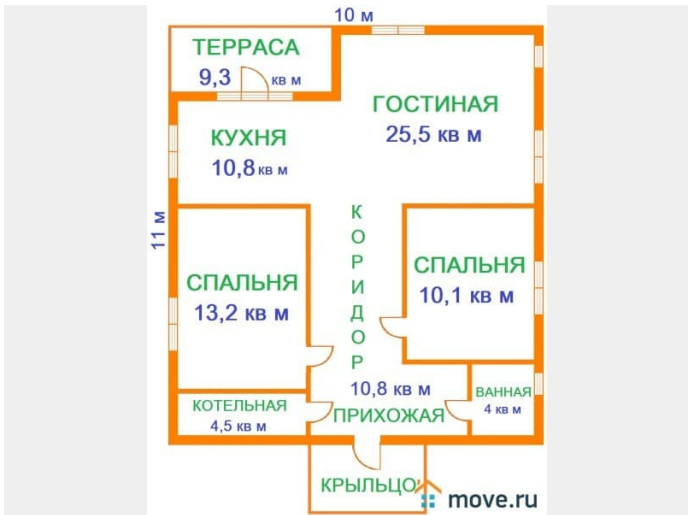 10 м
ТЕРРАСА
9,3 кв м
ГОСТИНАЯ
25,5 кв м
КУХНЯ
10,8 кв м
11 м
КОРИДОР
СПАЛЬНЯ
13,2 кв м
СПАЛЬНЯ
10,1 кв м
10,8 кв м
ПРИХОЖАЯ
КОТЕЛЬНАЯ
4,5 кв м
ВАННАЯ
4 кв м
КРЫЛЬЦО
move.ru